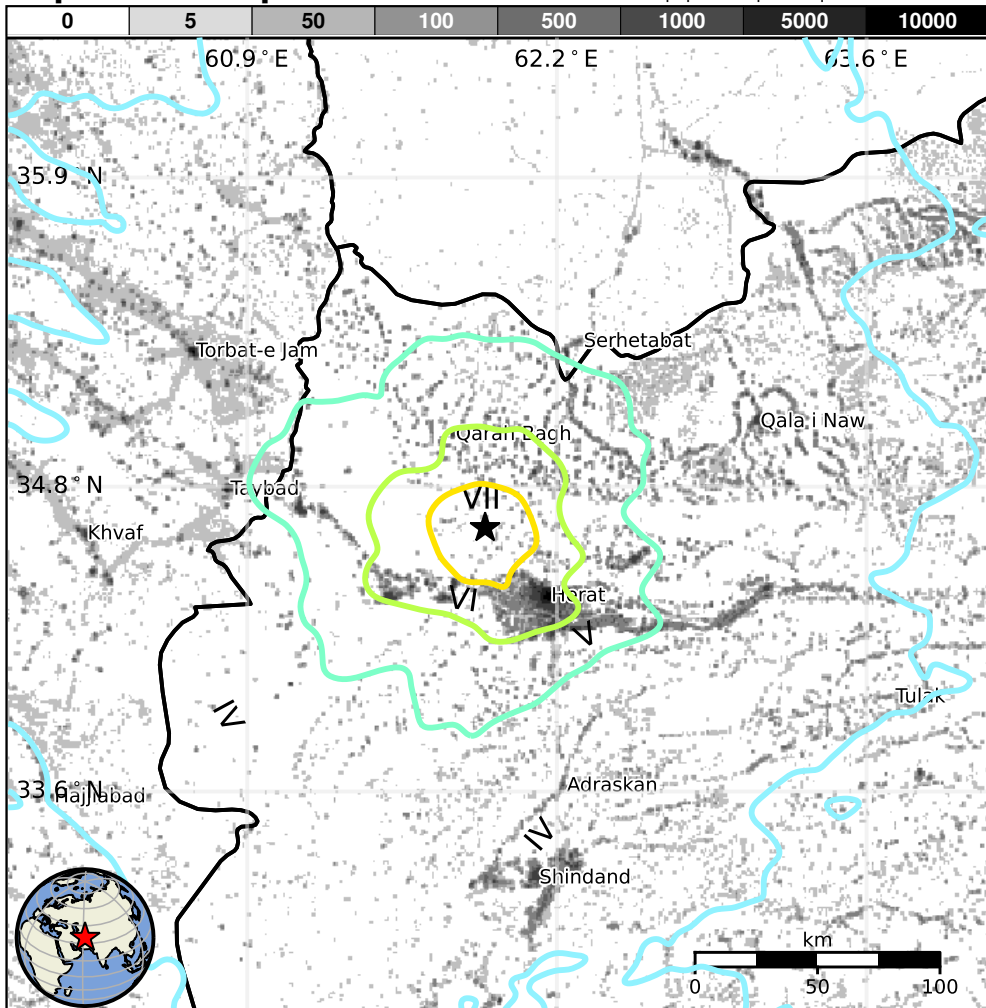 0 5 50 100 500 1000 5000 10000
60.9°E 62.2°E 63.6°E
35.9°N
Serhetabat
Torbat-e Jam
Qala i Naw
Qarah Bagh
34.8°N
Taybad
VII
Khvaf
VI
Herat
V
Tulak
IV
Adraskan
33.6°N
Hajjiabad
IV
Shindand
km
0 50 100